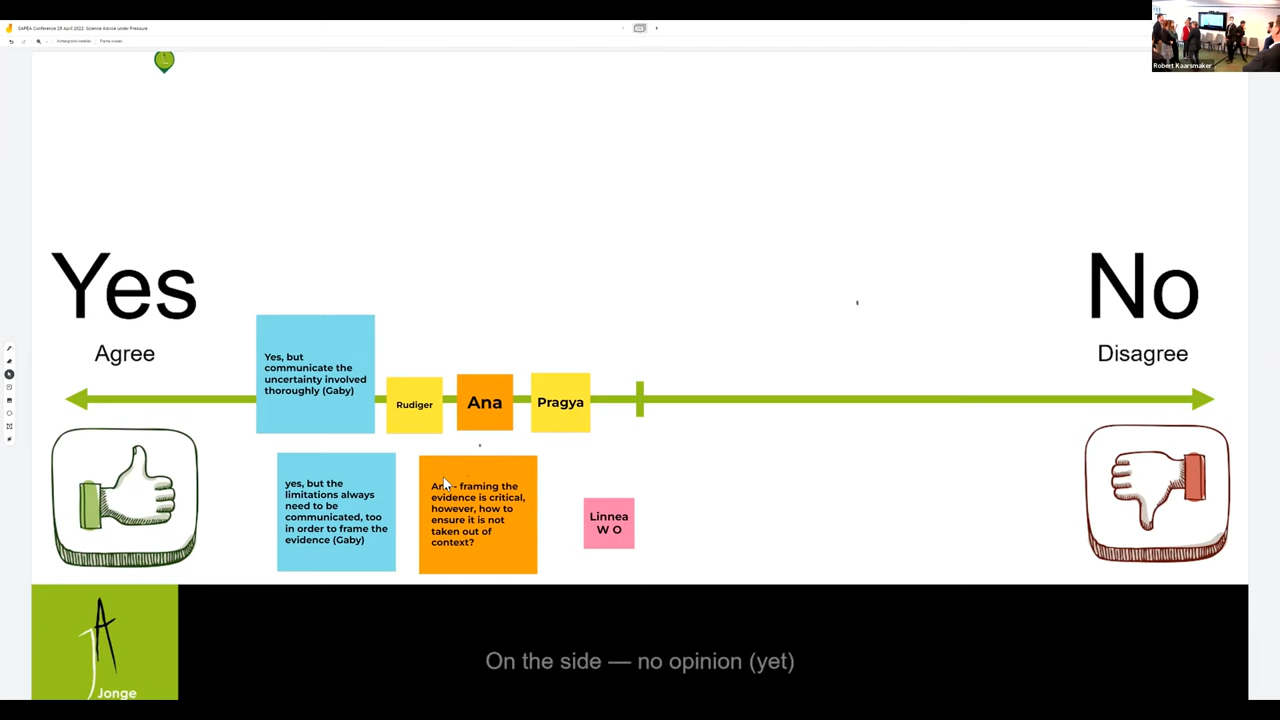 SAPEA Conference 28 April 2022: Science Advice under Pressure
Frame wissen
Robert Kaarsmaker
Yes
Agree
No
Disagree
Yes, but
communicate the
uncertainty involved
thoroughly (Gaby)
Rudiger
Ana
Pragya
yes, but the
limitations always
need to be
communicated, too
in order to frame the
evidence (Gaby)
framing the
evidence is critical,
however, how to
ensure it is not
taken out of
context?
Linnea
W O
On the side — no opinion (yet)
jA
Jonge